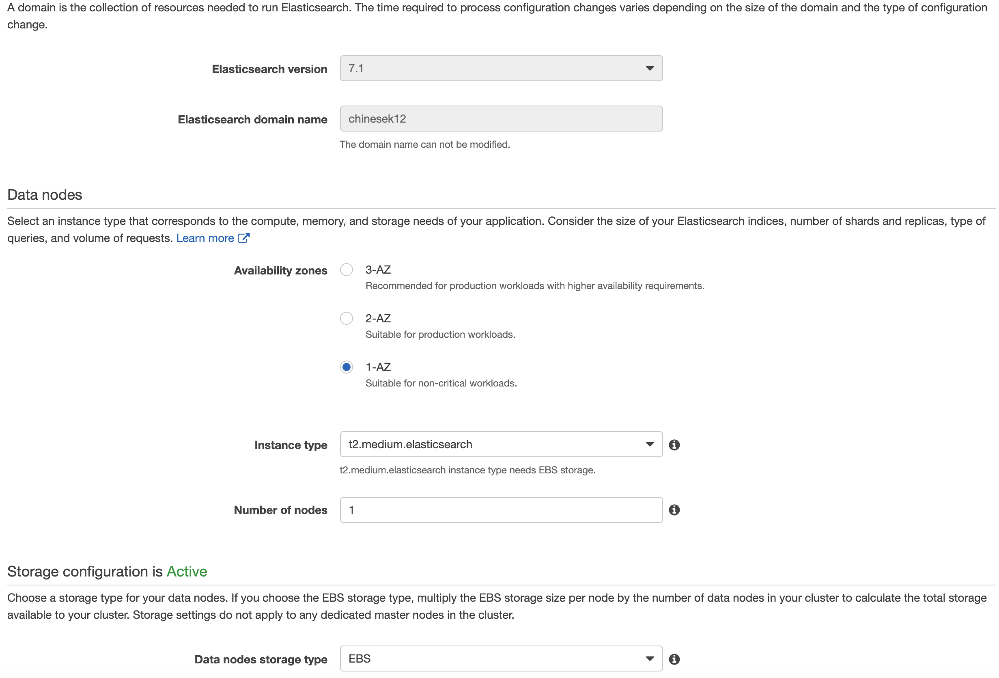 A domain is the collection of resources needed to run Elasticsearch. The time required to process configuration changes varies depending on the size of the domain and the type of configuration
change.
Elasticsearch version
7.1
Elasticsearch domain name
chinesek12
The domain name can not be modified.
Data nodes
Select an instance type that corresponds to the compute, memory, and storage needs of your application. Consider the size of your Elasticsearch indices, number of shards and replicas, type of
queries, and volume of requests. Learn more
Availability zones
3-AZ
Recommended for production workloads with higher availability requirements.
2-AZ
Suitable for production workloads.
1-AZ
Suitable for non-critical workloads.
Instance type
t2.medium.elasticsearch
t2.medium.elasticsearch instance type needs EBS storage.
Number of nodes
1
Storage configuration is Active
Choose a storage type for your data nodes. If you choose the EBS storage type, multiply the EBS storage size per node by the number of data nodes in your cluster to calculate the total storage
available to your cluster. Storage settings do not apply to any dedicated master nodes in the cluster.
Data nodes storage type
EBS